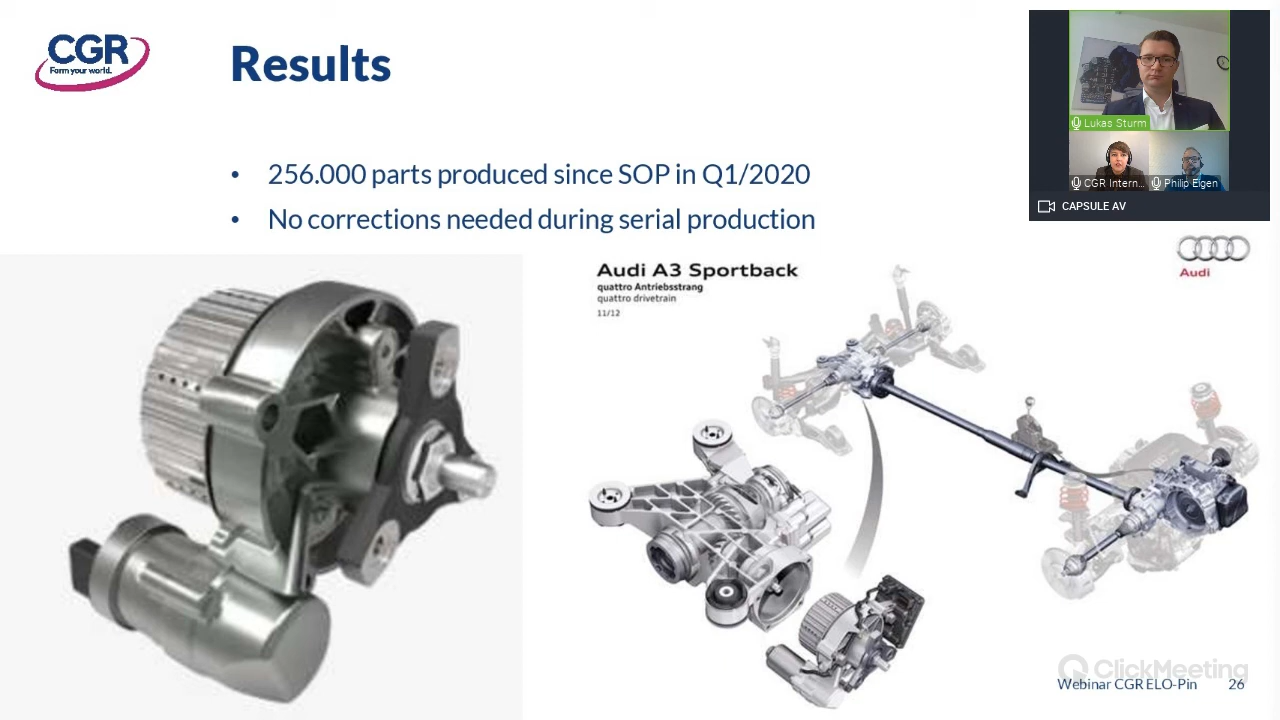 CGR
Form your world.
Results
• 256.000 parts produced since SOP in Q1/2020
• No corrections needed during serial production
Lukas Sturm
CGR Intern...
Philip Elgen
CAPSULE AV
Audi A3 Sportback
quattro Antriebsstrang
quattro drivetrain
11/12
Audi
ClickMeeting
Webinar CGR ELO-Pin 26